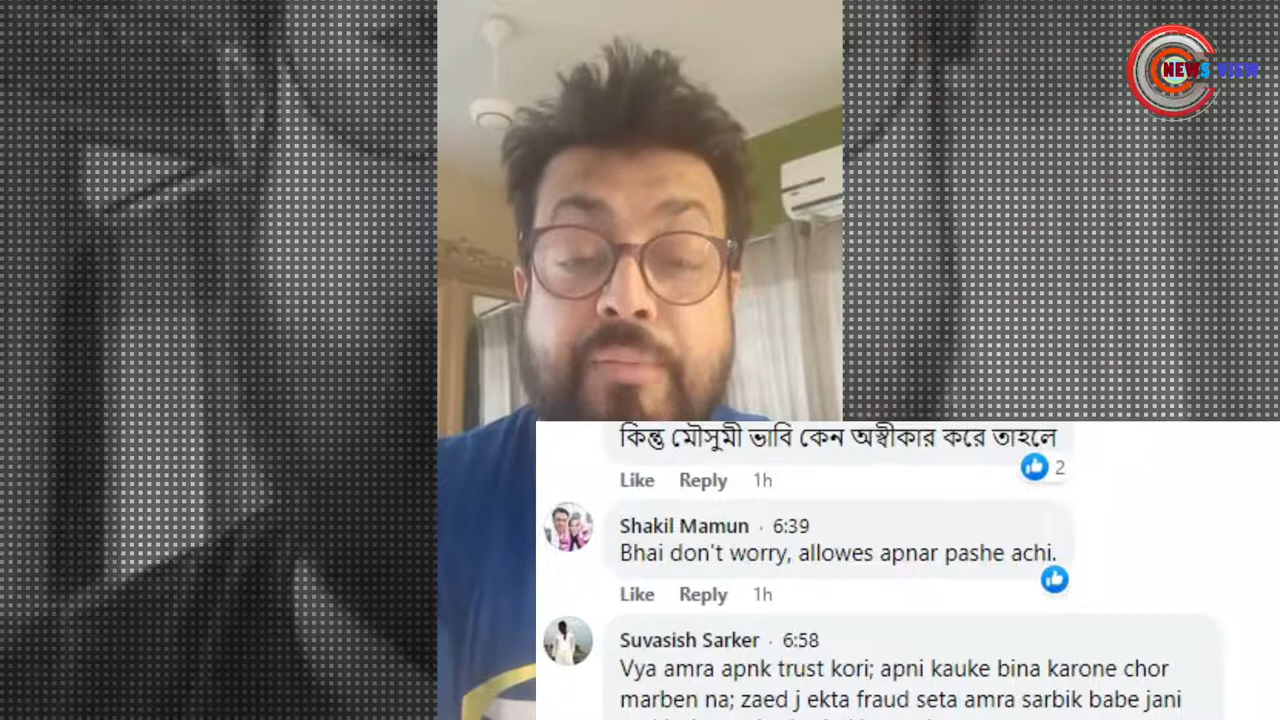 NEWS VIEW
কিন্তু মৌসুমী ভাবি কেন অস্বীকার করে তাহলে
2
Like Reply 1h
Shakil Mamun · 6:39
Bhai don't worry, allowes apnar pashe achi.
Like Reply 1h
Suvasish Sarker · 6:58
Vya amra apnk trust kori; apni kauke bina karone chor
marben na; zaed j ekta fraud seta amra sarbik babe jani